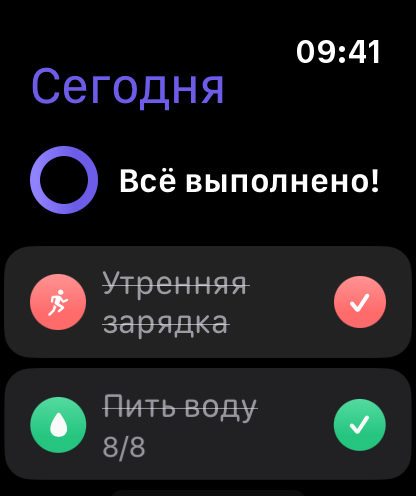 09:41
Сегодня
Всё выполнено!
Утренняя
зарядка
Пить воду
8/8